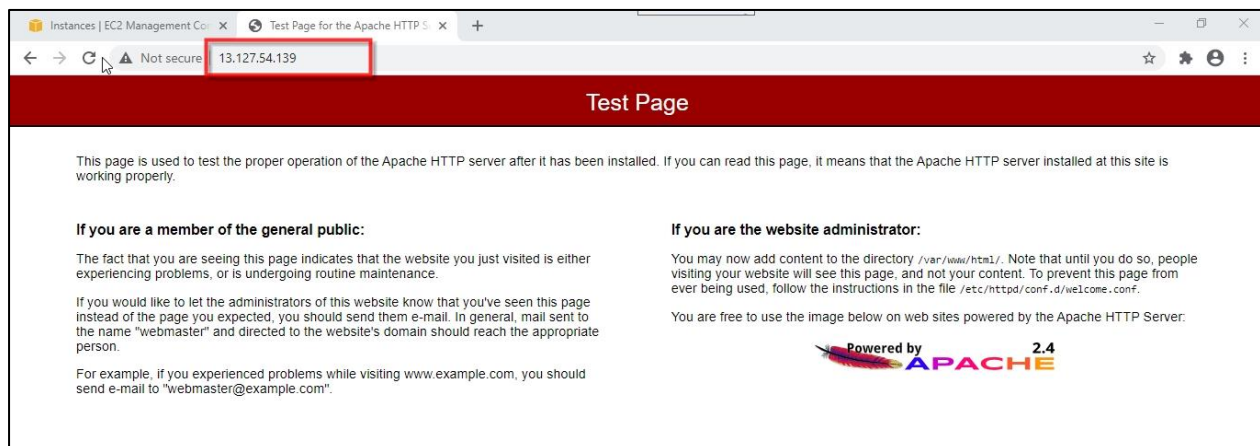 Instances | EC2 Management Co
Test Page for the Apache HTTP S
Not secure
13.127.54.139
Test Page
This page is used to test the proper operation of the Apache HTTP server after it has been installed. If you can read this page, it means that the Apache HTTP server installed at this site is
working properly.
If you are a member of the general public:
The fact that you are seeing this page indicates that the website you just visited is either
experiencing problems, or is undergoing routine maintenance.
If you would like to let the administrators of this website know that you've seen this page
instead of the page you expected, you should send them e-mail. In general, mail sent to
the name "webmaster" and directed to the website's domain should reach the appropriate
person.
For example, if you experienced problems while visiting www.example.com, you should
send e-mail to "webmaster@example.com".
If you are the website administrator:
You may now add content to the directory /var/www/html/. Note that until you do so, people
visiting your website will see this page, and not your content. To prevent this page from
ever being used, follow the instructions in the file /etc/httpd/conf.d/welcome.conf.
You are free to use the image below on web sites powered by the Apache HTTP Server:
Powered by 2.4
APACHE